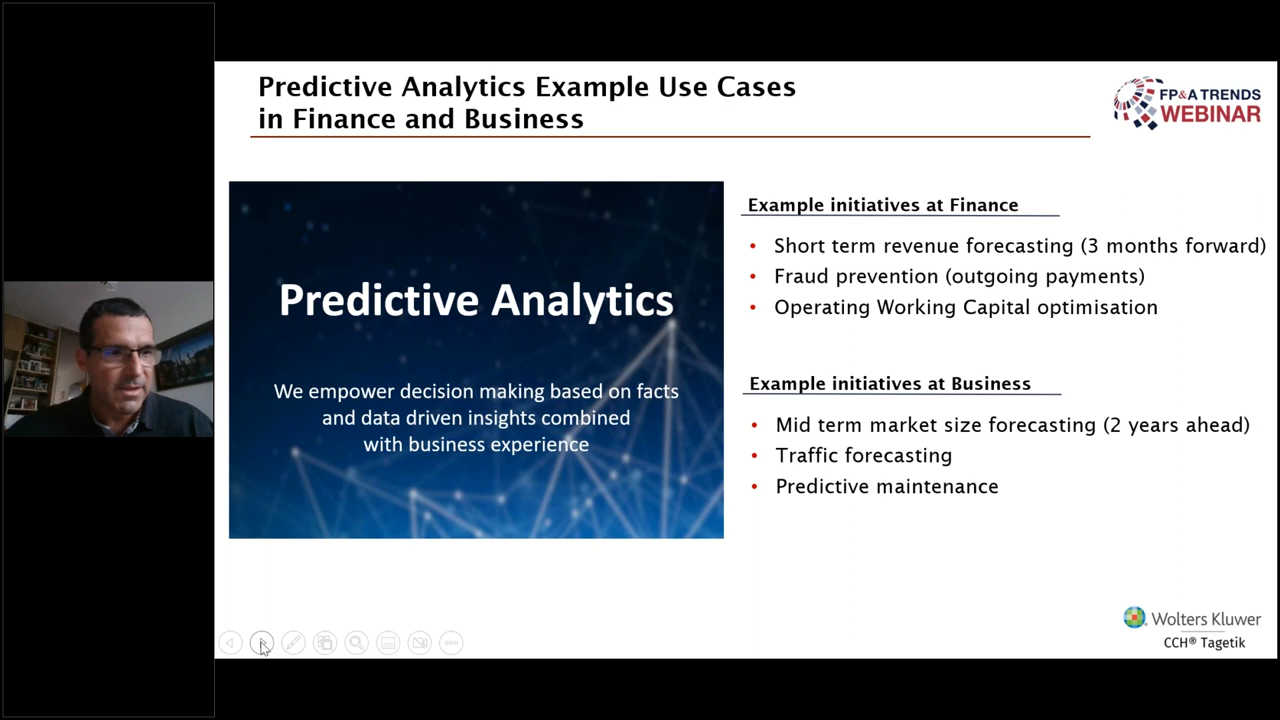 Predictive Analytics Example Use Cases
in Finance and Business
FP&A TRENDS
WEBINAR
Predictive Analytics
We empower decision making based on facts
and data driven insights combined
with business experience
Example initiatives at Finance
• Short term revenue forecasting (3 months forward)
• Fraud prevention (outgoing payments)
• Operating Working Capital optimisation
Example initiatives at Business
• Mid term market size forecasting (2 years ahead)
• Traffic forecasting
• Predictive maintenance
Wolters Kluwer
CCH® Tagetik